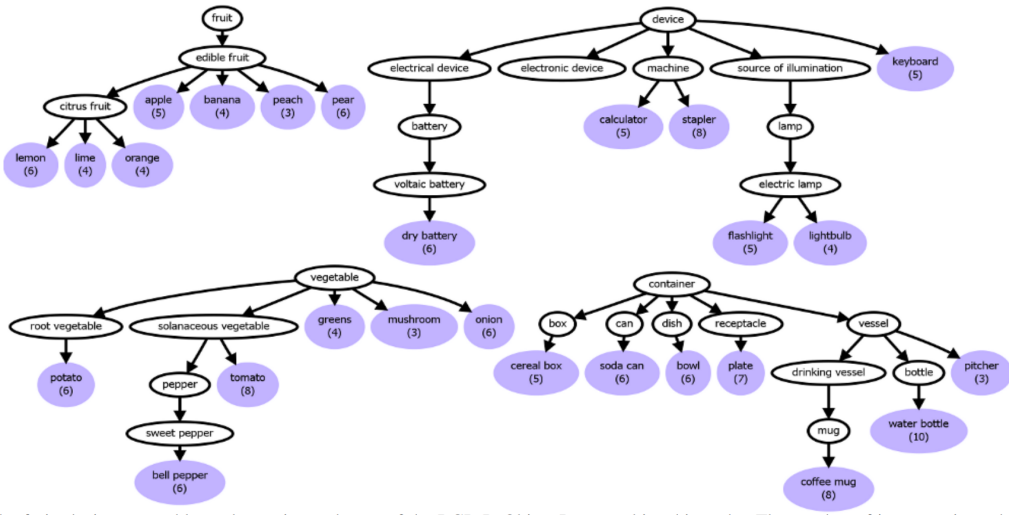 fruit
edible fruit
citrus fruit
apple
(5)
banana
(4)
peach
(3)
pear
(6)
lemon
(6)
lime
(4)
orange
(4)
device
electrical device
electronic device
machine
source of illumination
keyboard
(5)
battery
calculator
(5)
stapler
(8)
lamp
voltaic battery
electric lamp
dry battery
(6)
flashlight
(5)
lightbulb
(4)
vegetable
root vegetable
solanaceous vegetable
greens
(4)
mushroom
(3)
onion
(6)
potato
(6)
pepper
tomato
(8)
sweet pepper
bell pepper
(6)
container
box
can
dish
receptacle
vessel
cereal box
(5)
soda can
(6)
bowl
(6)
plate
(7)
drinking vessel
bottle
pitcher
(3)
mug
water bottle
(10)
coffee mug
(8)